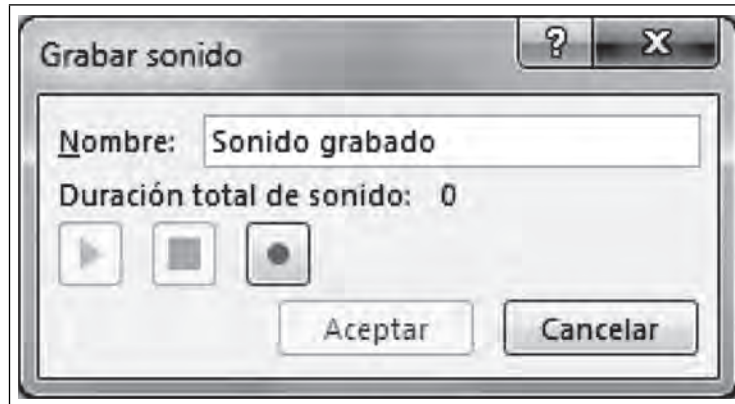 Grabar sonido
Nombre: Sonido grabado
Duración total de sonido: 0
Aceptar Cancelar